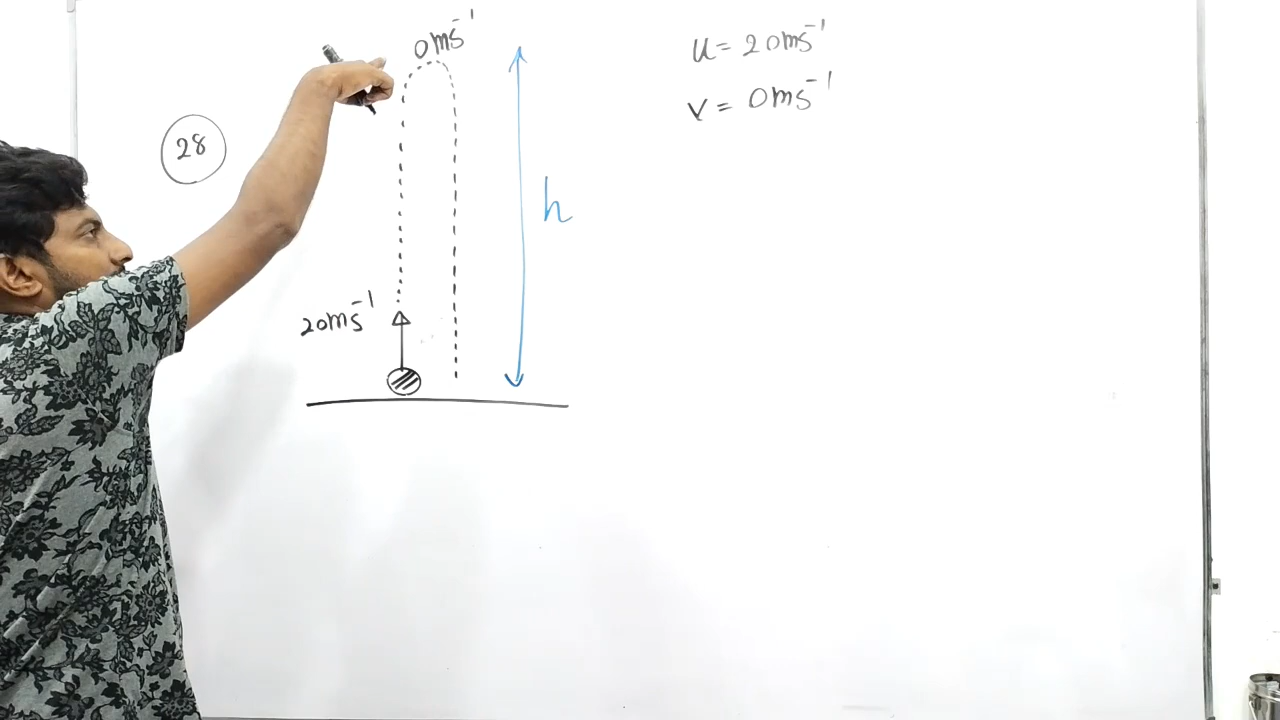 0ms⁻¹
28
h
20ms⁻¹
u = 20ms⁻¹
v = 0ms⁻¹